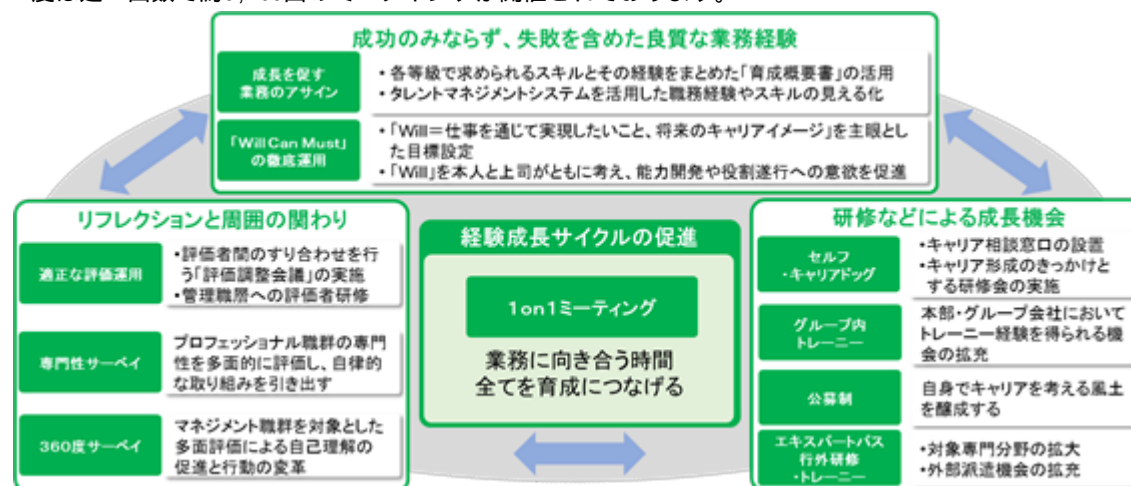 成功のみならず、失敗を含めた良質な業務経験
成長を促す
業務のアサイン
・各等級で求められるスキルとその経験をまとめた「育成概要書」の活用
・タレントマネジメントシステムを活用した職務経験やスキルの見える化
「Will Can Must」
の徹底運用
・「Will＝仕事を通じて実現したいこと、将来のキャリアイメージ」を主眼とし
た目標設定
・「Will」を本人と上司がともに考え、能力開発や役割遂行への意欲を促進
リフレクションと周囲の関わり
適正な評価運用
・評価者間のすり合わせを行
う「評価調整会議」の実施
・管理職層への評価者研修
専門性サーベイ
プロフェッショナル職群の専門
性を多面的に評価し、自律的
な取り組みを引き出す
360度サーベイ
マネジメント職群を対象とした
多面評価による自己理解の
促進と行動の変革
経験成長サイクルの促進
1on1ミーティング
業務に向き合う時間
全てを育成につなげる
研修などによる成長機会
セルフ
・キャリアドッグ
・キャリア相談窓口の設置
・キャリア形成のきっかけと
する研修会の実施
グループ内
トレーニー
本部・グループ会社において
トレーニー経験を得られる機
会の拡充
公募制
自身でキャリアを考える風土
を醸成する
エキスパートパス
行外研修
・トレーニー
・対象専門分野の拡大
・外部派遣機会の拡充